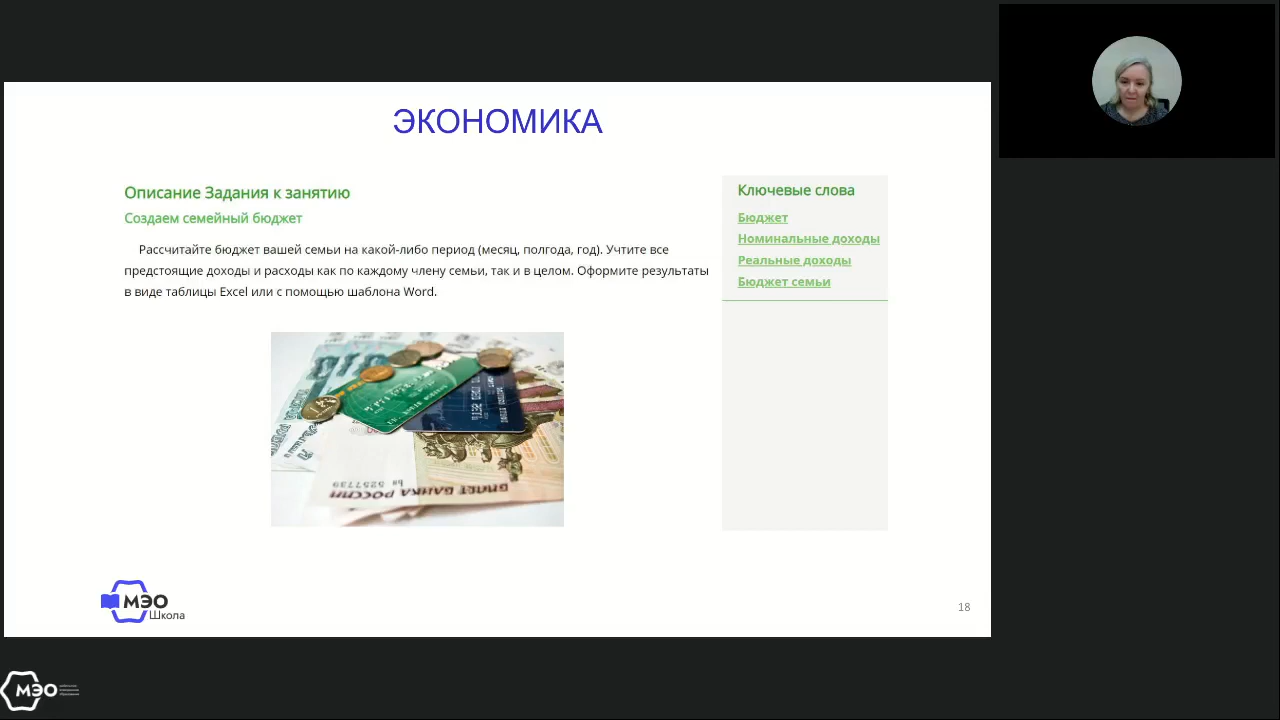 ЭКОНОМИКА
Описание Задания к занятию
Создаем семейный бюджет
Рассчитайте бюджет вашей семьи на какой-либо период (месяц, полгода, год). Учтите все
предстоящие доходы и расходы как по каждому члену семьи, так и в целом. Оформите результаты
в виде таблицы Excel или с помощью шаблона Word.
Ключевые слова
Бюджет
Номинальные доходы
Реальные доходы
Бюджет семьи
БИЛЕТ БАНКА РОССИИ
МЭО
Школа
18
МЭО